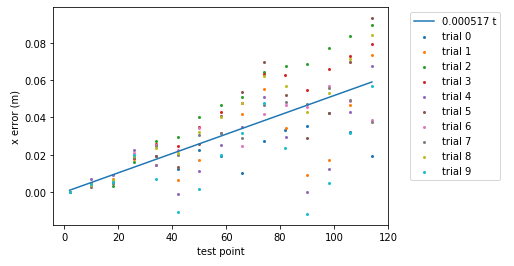 x error (m)
0.08
0.06
0.04
0.02
0.00
0 20 40 60 80 100 120
test point
0.000517 t
trial 0
trial 1
trial 2
trial 3
trial 4
trial 5
trial 6
trial 7
trial 8
trial 9